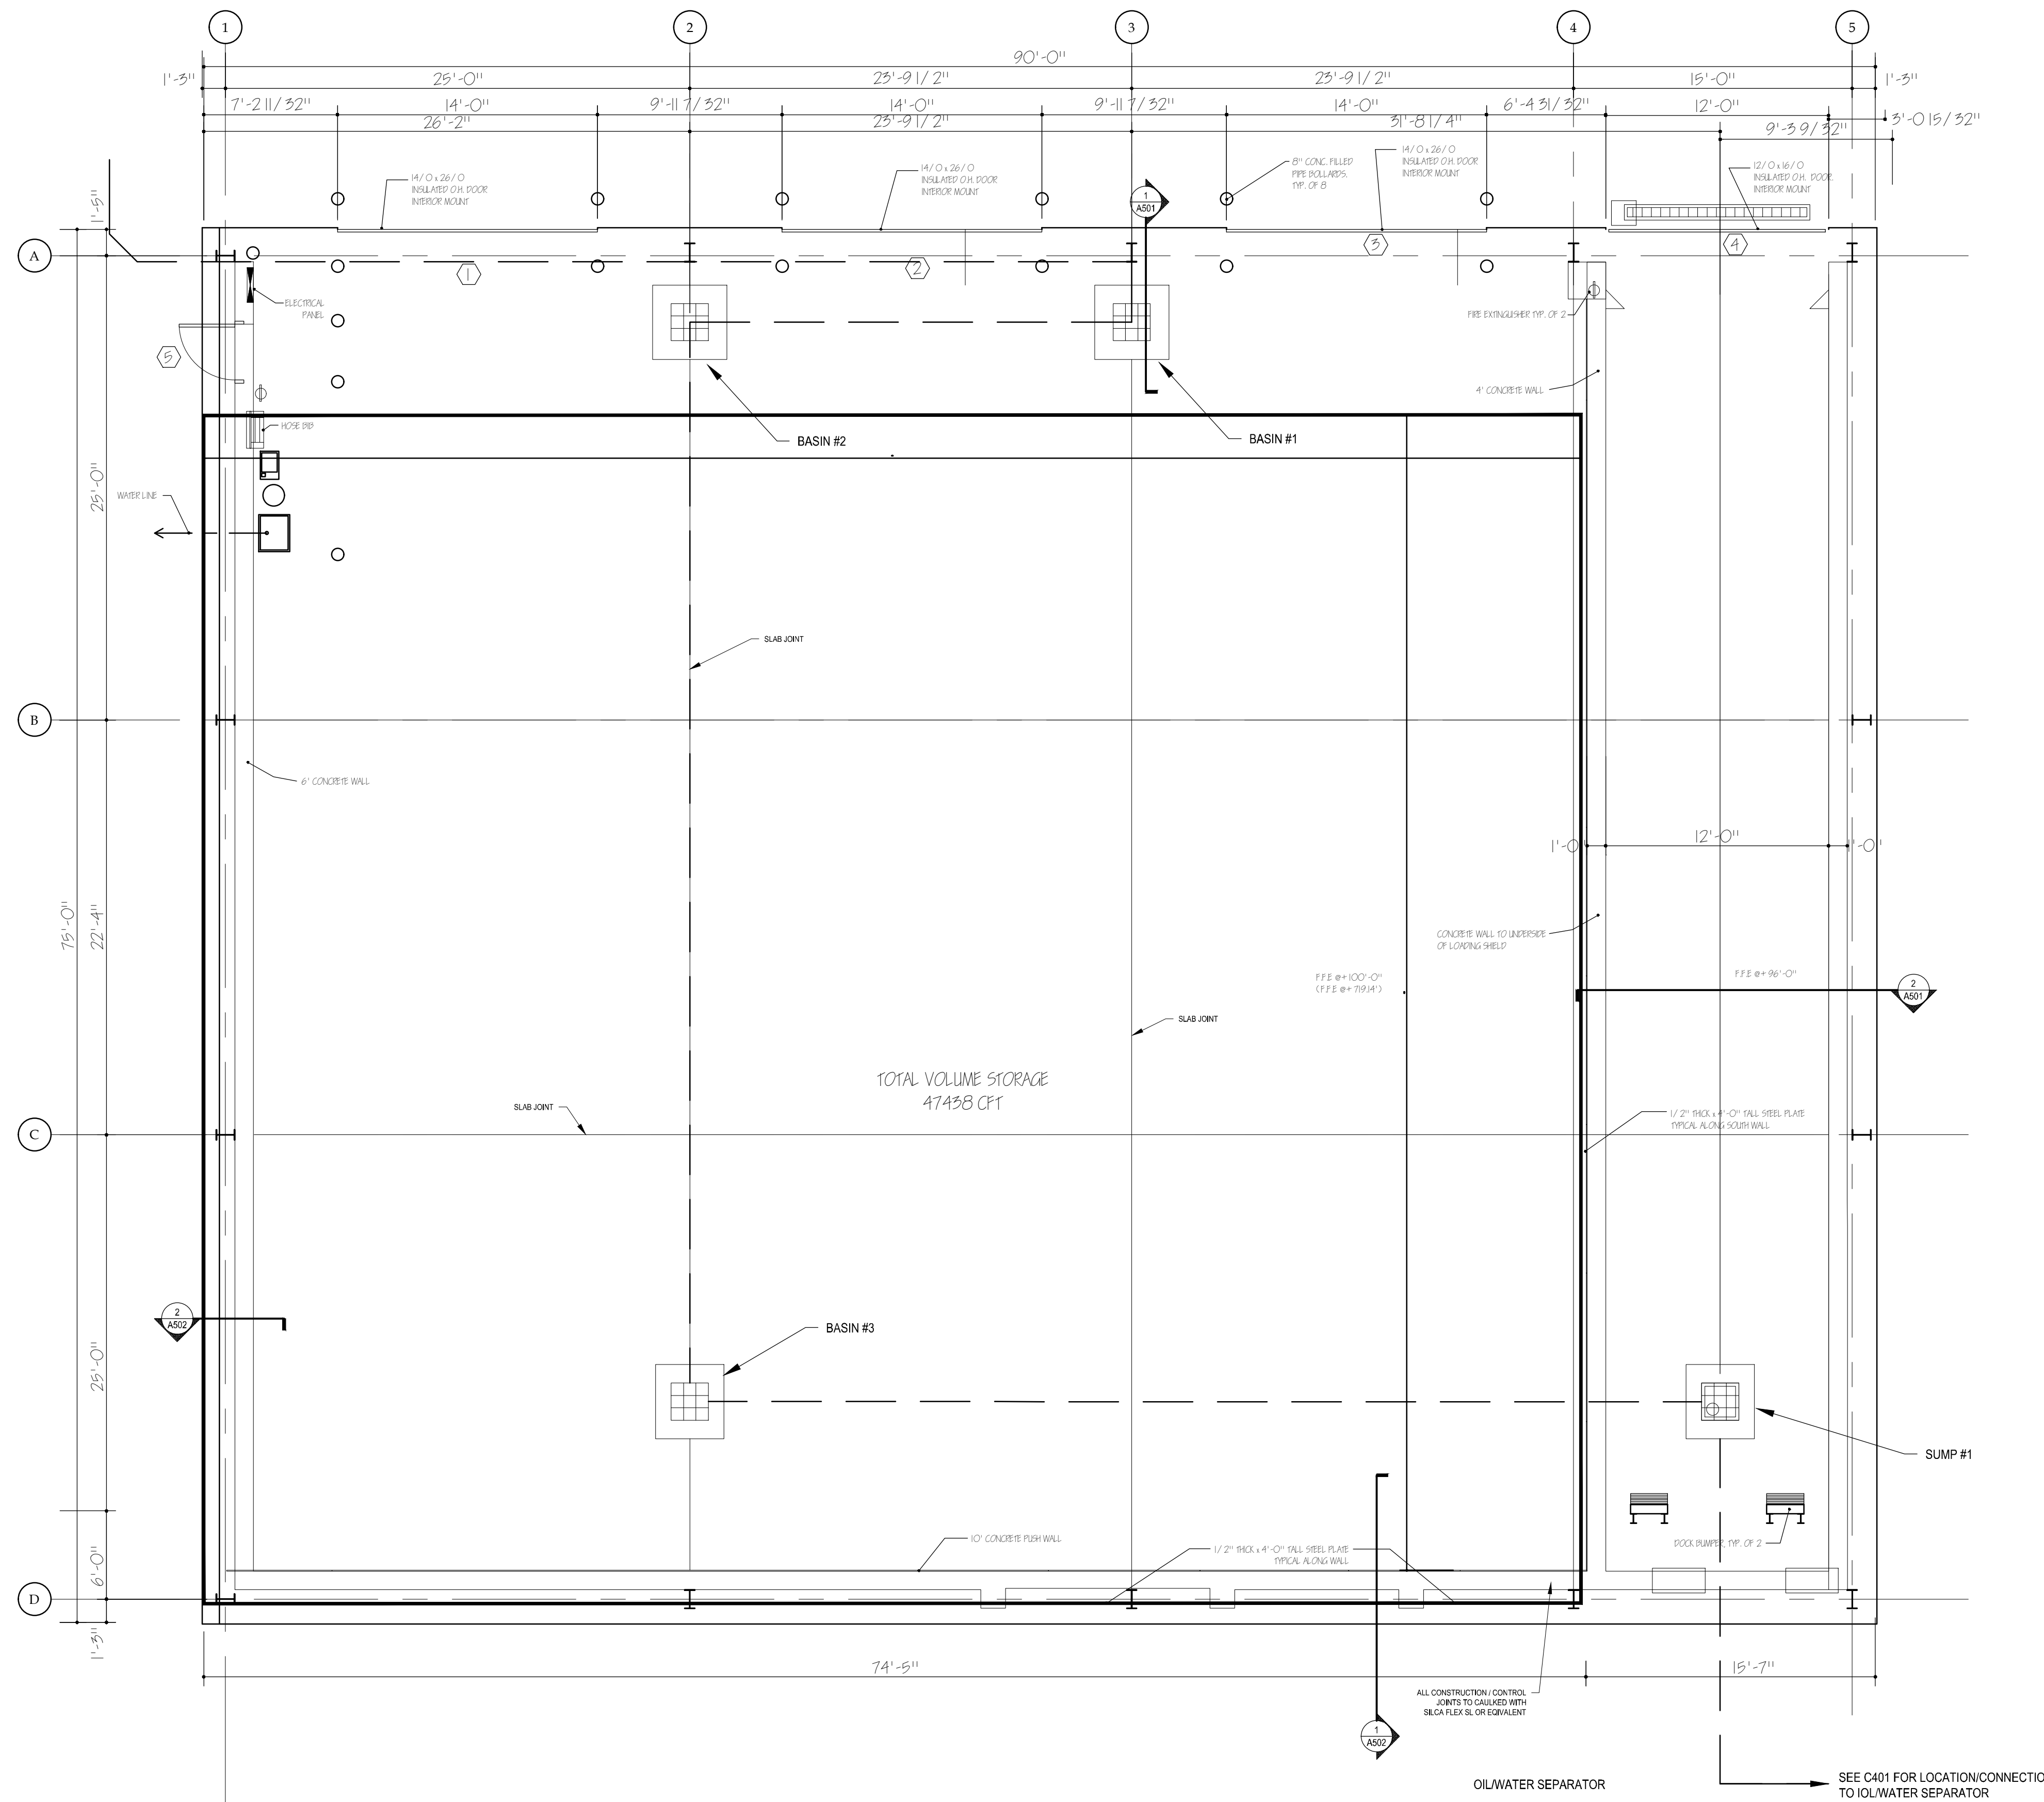 1
2
3
4
5
90'-0"
1'-3"
25'-0"
23'-9 1/2"
23'-9 1/2"
15'-0"
1'-3"
7'-2 11/32"
14'-0"
9'-11 7/32"
14'-0"
9'-11 7/32"
14'-0"
6'-4 31/32"
12'-0"
3'-0 15/32"
26'-2"
23'-9 1/2"
31'-8 1/4"
9'-3 9/32"
14/0 x 26/0
INSULATED O.H. DOOR
INTERIOR MOUNT
14/0 x 26/0
INSULATED O.H. DOOR
INTERIOR MOUNT
8" CONC. FILLED
PIPE BOLLARDS.
TYP. OF 8
14/0 x 26/0
INSULATED O.H. DOOR
INTERIOR MOUNT
12/0 x 16/0
INSULATED O.H. DOOR
INTERIOR MOUNT
1
A501
1'-5"
A
1
2
3
4
ELECTRICAL
PANEL
FIRE EXTINGUISHER TYP. OF 2
5
4' CONCRETE WALL
HOSE BIB
BASIN #2
BASIN #1
25'-0"
WATER LINE
SLAB JOINT
B
6' CONCRETE WALL
12'-0"
1'-0"
1'-0"
75'-0"
22'-4"
CONCRETE WALL TO UNDERSIDE
OF LOADING SHIELD
F.F.E @+100'-0"
(F.F.E @+719.14')
F.F.E @+96'-0"
2
A501
SLAB JOINT
TOTAL VOLUME STORAGE
47438 CFT
SLAB JOINT
1/2" THICK x 4'-0" TALL STEEL PLATE
TYPICAL ALONG SOUTH WALL
C
2
A502
BASIN #3
25'-0"
SUMP #1
10' CONCRETE PUSH WALL
1/2" THICK x 4'-0" TALL STEEL PLATE
TYPICAL ALONG WALL
DOCK BUMPER, TYP. OF 2
6'-0"
D
1'-3"
74'-5"
15'-7"
ALL CONSTRUCTION / CONTROL
JOINTS TO CAULKED WITH
SILCA FLEX SL OR EQIVALENT
1
A502
OIL/WATER SEPARATOR
SEE C401 FOR LOCATION/CONNECTIO
TO IOL/WATER SEPARATOR